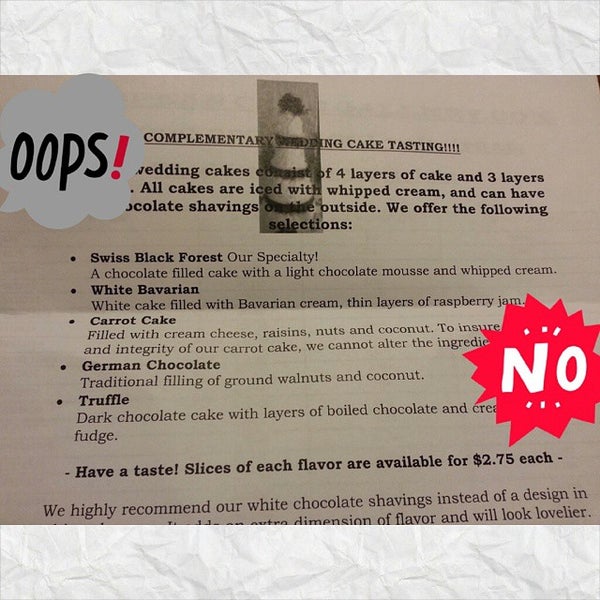 OOPS!
COMPLEMENTARY WEDDING CAKE TASTING!!!!
wedding cakes consist of 4 layers of cake and 3 layers
. All cakes are iced with whipped cream, and can have
ocolate shavings on the outside. We offer the following
selections:
• Swiss Black Forest Our Specialty!
A chocolate filled cake with a light chocolate mousse and whipped cream.
• White Bavarian
White cake filled with Bavarian cream, thin layers of raspberry jam.
• Carrot Cake
Filled with cream cheese, raisins, nuts and coconut. To insure
and integrity of our carrot cake, we cannot alter the ingredie
NO
• German Chocolate
Traditional filling of ground walnuts and coconut.
• Truffle
Dark chocolate cake with layers of boiled chocolate and crea
fudge.
- Have a taste! Slices of each flavor are available for $2.75 each -
We highly recommend our white chocolate shavings instead of a design in
extra dimension of flavor and will look lovelier.